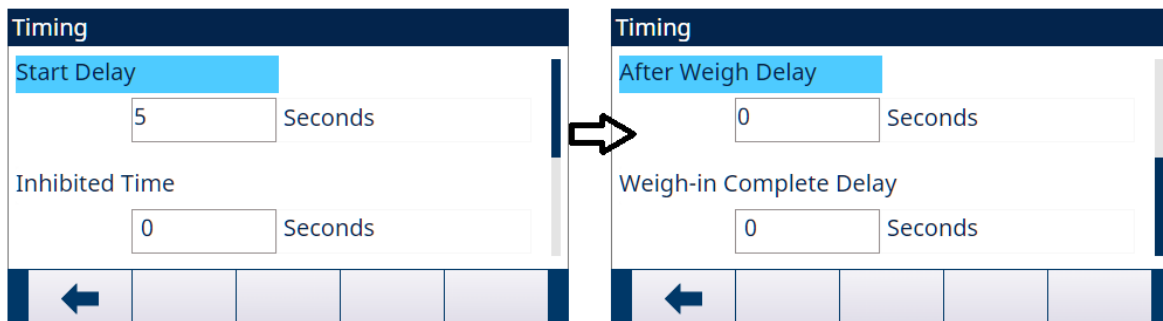 Timing
Start Delay
5 Seconds
Inhibited Time
0 Seconds
Timing
After Weigh Delay
0 Seconds
Weigh-in Complete Delay
0 Seconds